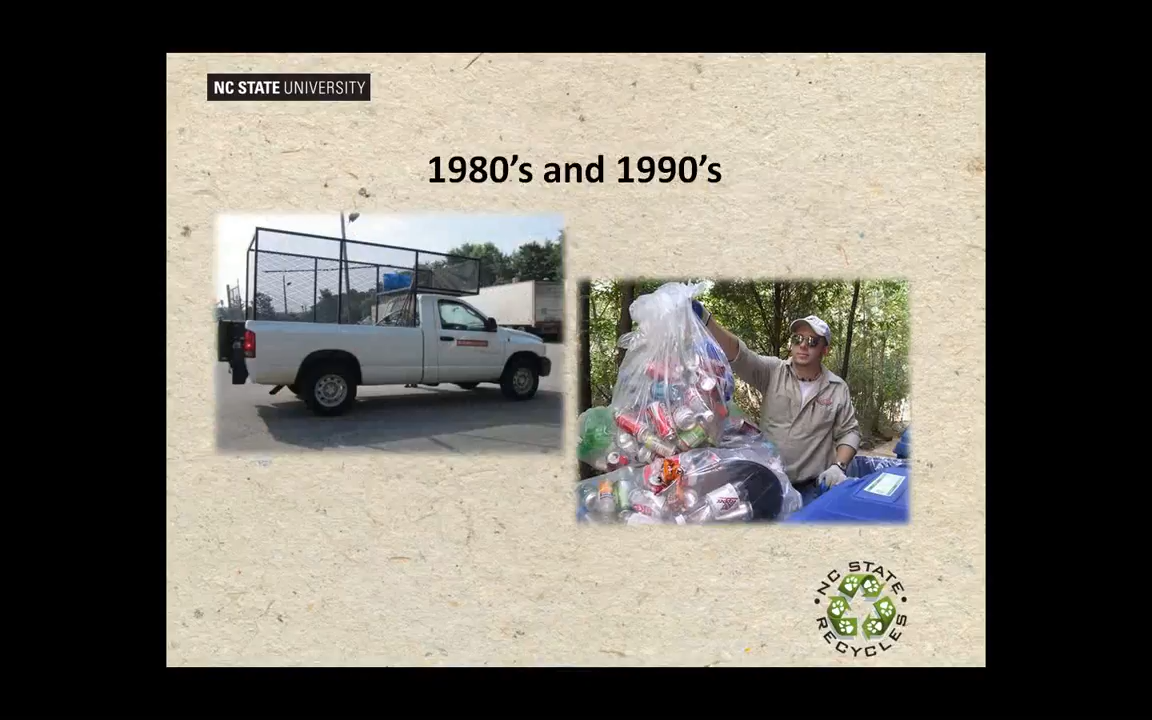 NC STATE UNIVERSITY
1980’s and 1990’s
NC STATE
RECYCLES